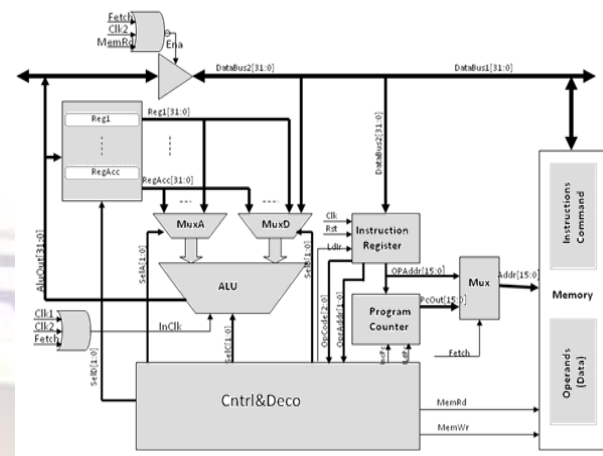 Fetch
Clk2
MemRd
Ena
DataBus2[31:0]
DataBus1[31:0]
Reg1
Reg1[31:0]
RegAcc
RegAcc[31:0]
DataBus2[31:0]
MuxA
MuxD
Clk
Rst
LdIr
Instruction
Register
Instructions
Command
ALU
AluOut[31:0]
SelA[1:0]
OPAddr[15:0]
Mux
Addr[15:0]
Memory
PcOut[15:0]
Program
Counter
Clk1
Clk2
Fetch
InClk
SelD[1:0]
SelC[1:0]
OpCode[2:0]
OprAddr[1:0]
Fetch
Operands
(Data)
Cntrl&Deco
MemRd
MemWr